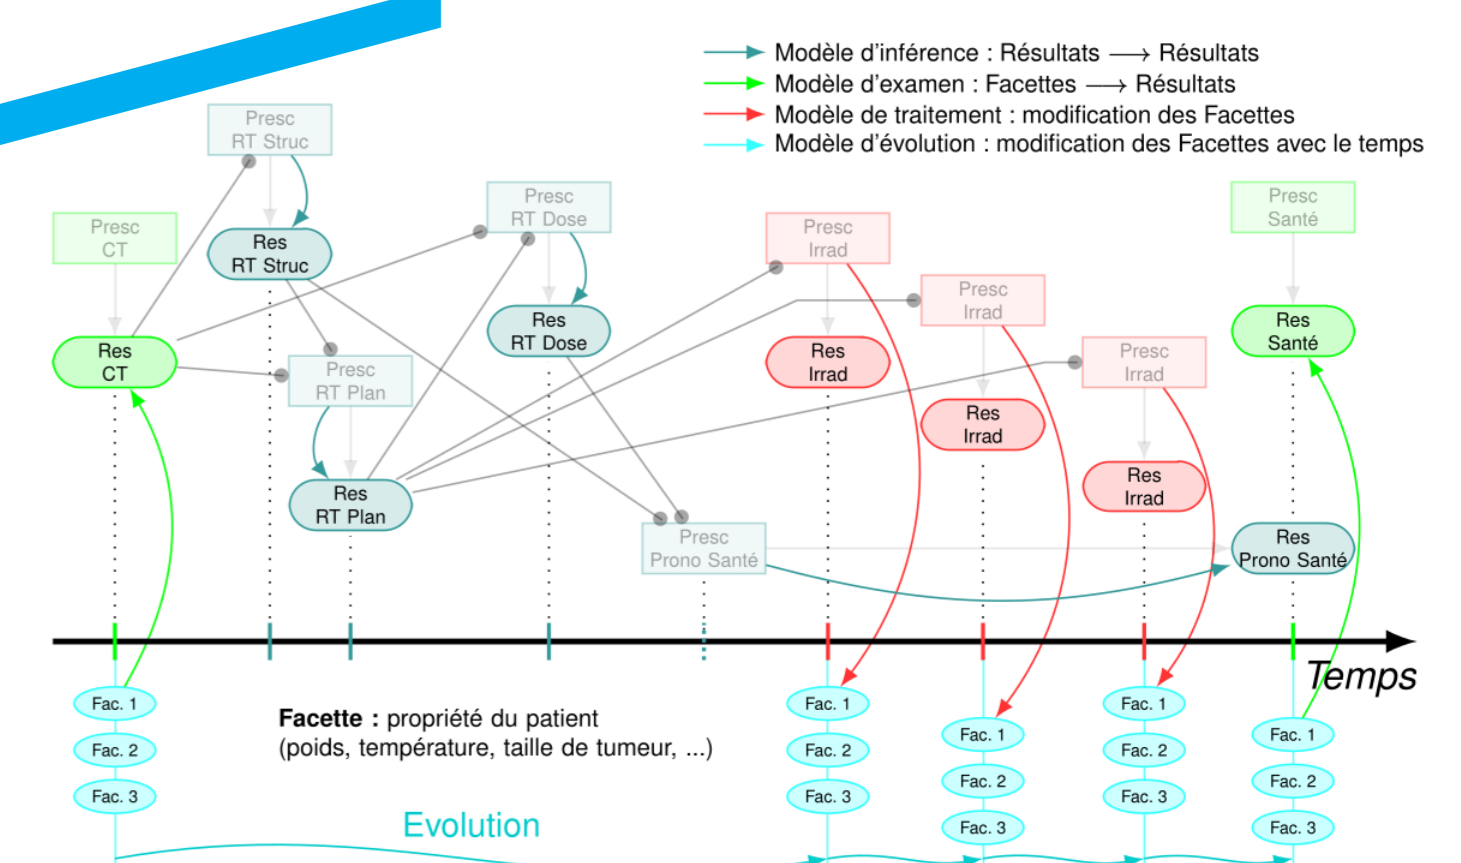 Modèle d'inférence : Résultats ⟶ Résultats
Modèle d'examen : Facettes ⟶ Résultats
Modèle de traitement : modification des Facettes
Modèle d'évolution : modification des Facettes avec le temps
Presc
RT Struc
Presc
CT
Res
RT Struc
Presc
RT Dose
Presc
Irrad
Presc
Santé
Res
CT
Presc
RT Plan
Res
RT Dose
Res
Irrad
Presc
Irrad
Res
Irrad
Presc
Irrad
Res
Santé
Res
RT Plan
Res
Irrad
Presc
Prono Santé
Res
Prono Santé
Temps
Fac. 1
Fac. 2
Fac. 3
Facette : propriété du patient
(poids, température, taille de tumeur, ...)
Evolution
Fac. 1
Fac. 2
Fac. 3
Fac. 1
Fac. 2
Fac. 3
Fac. 1
Fac. 2
Fac. 3
Fac. 1
Fac. 2
Fac. 3